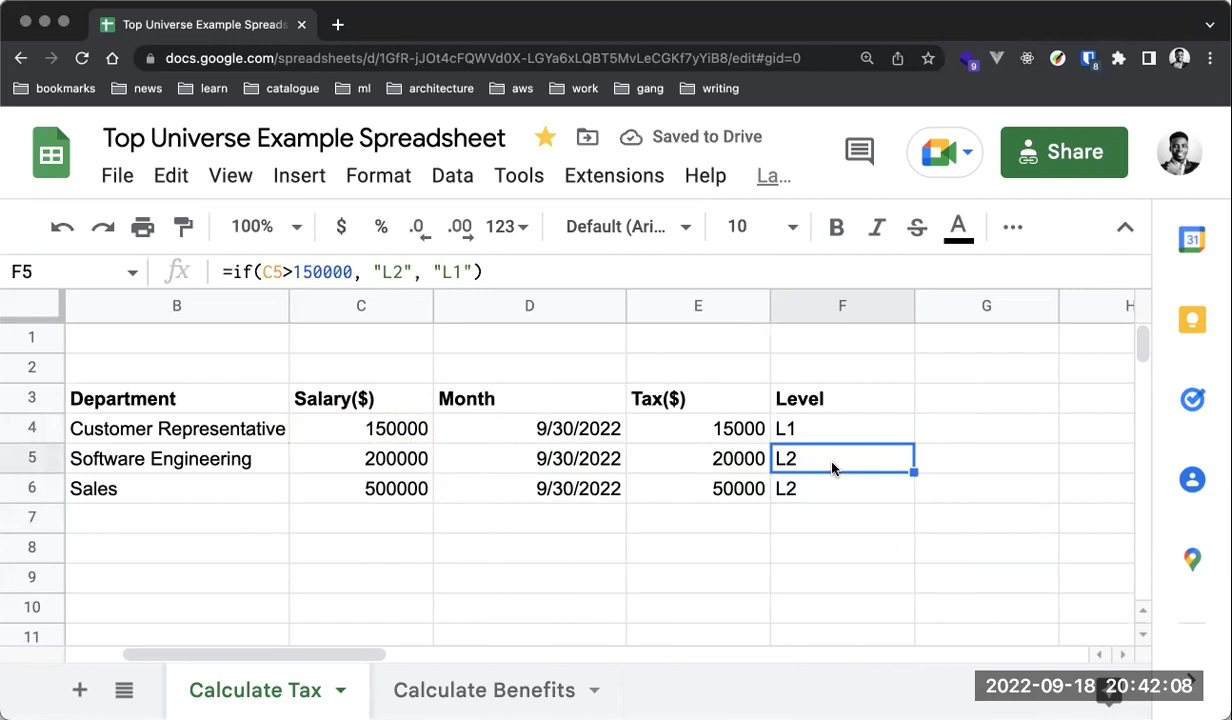 Top Universe Example Spreads
docs.google.com/spreadsheets/d/1GfR-jJOt4cFQWVd0X-LGYa6xLQBT5MvLeCGKf7yYiB8/edit#gid=0
9
8
bookmarks news learn catalogue ml architecture aws work gang writing
Top Universe Example Spreadsheet Saved to Drive Share
File Edit View Insert Format Data Tools Extensions Help La...
100% $ % .0 .00 123 Default (Ari... 10 B I S A
31
F5 fx =if(C5>150000, "L2", "L1")
B C D E F G H
1
2
3 Department Salary($) Month Tax($) Level
4 Customer Representative 150000 9/30/2022 15000 L1
5 Software Engineering 200000 9/30/2022 20000 L2
6 Sales 500000 9/30/2022 50000 L2
7
8
9
10
11
Calculate Tax Calculate Benefits
2022-09-18 20:42:08